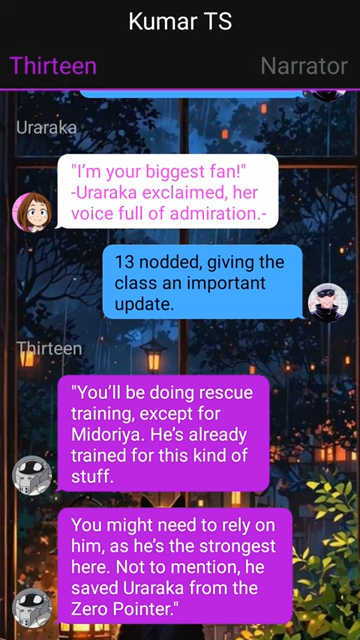 Kumar TS
Thirteen
Narrator
Uraraka
"I'm your biggest fan!"
-Uraraka exclaimed, her
voice full of admiration.-
13 nodded, giving the
class an important
update.
Thirteen
"You'll be doing rescue
training, except for
Midoriya. He's already
trained for this kind of
stuff.
You might need to rely on
him, as he's the strongest
here. Not to mention, he
saved Uraraka from the
Zero Pointer."